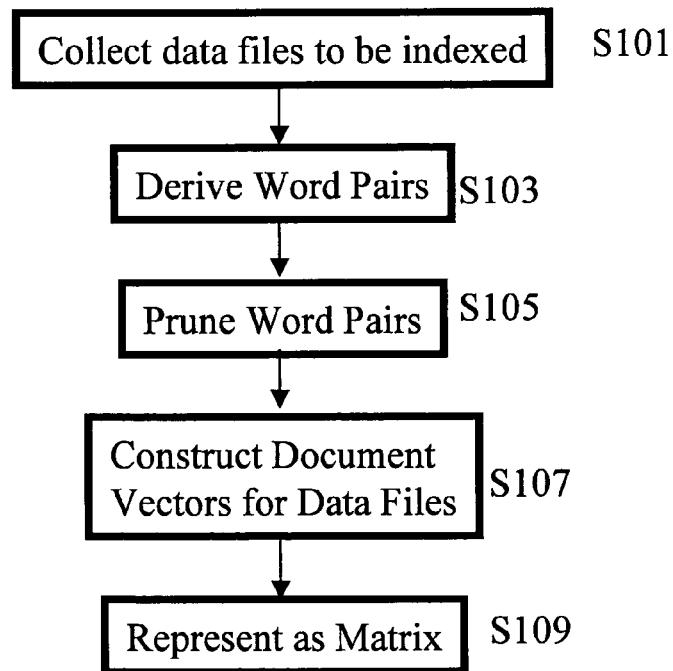 Collect data files to be indexed S101
Derive Word Pairs S103
Prune Word Pairs S105
Construct Document
Vectors for Data Files S107
Represent as Matrix S109